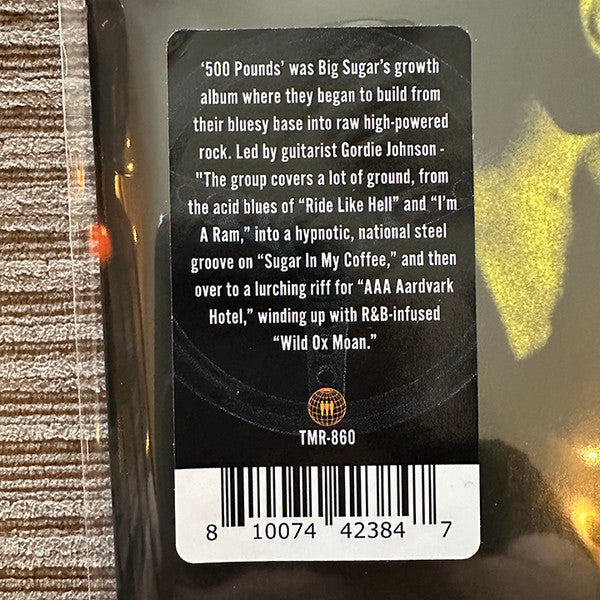 ‘500 Pounds’ was Big Sugar’s growth
album where they began to build from
their bluesy base into raw high-powered
rock. Led by guitarist Gordie Johnson -
"The group covers a lot of ground, from
the acid blues of “Ride Like Hell” and “I’m
A Ram,” into a hypnotic, national steel
groove on “Sugar In My Coffee,” and then
over to a lurching riff for “AAA Aardvark
Hotel,” winding up with R&B-infused
“Wild Ox Moan.”
TMR-860
8 10074 42384 7